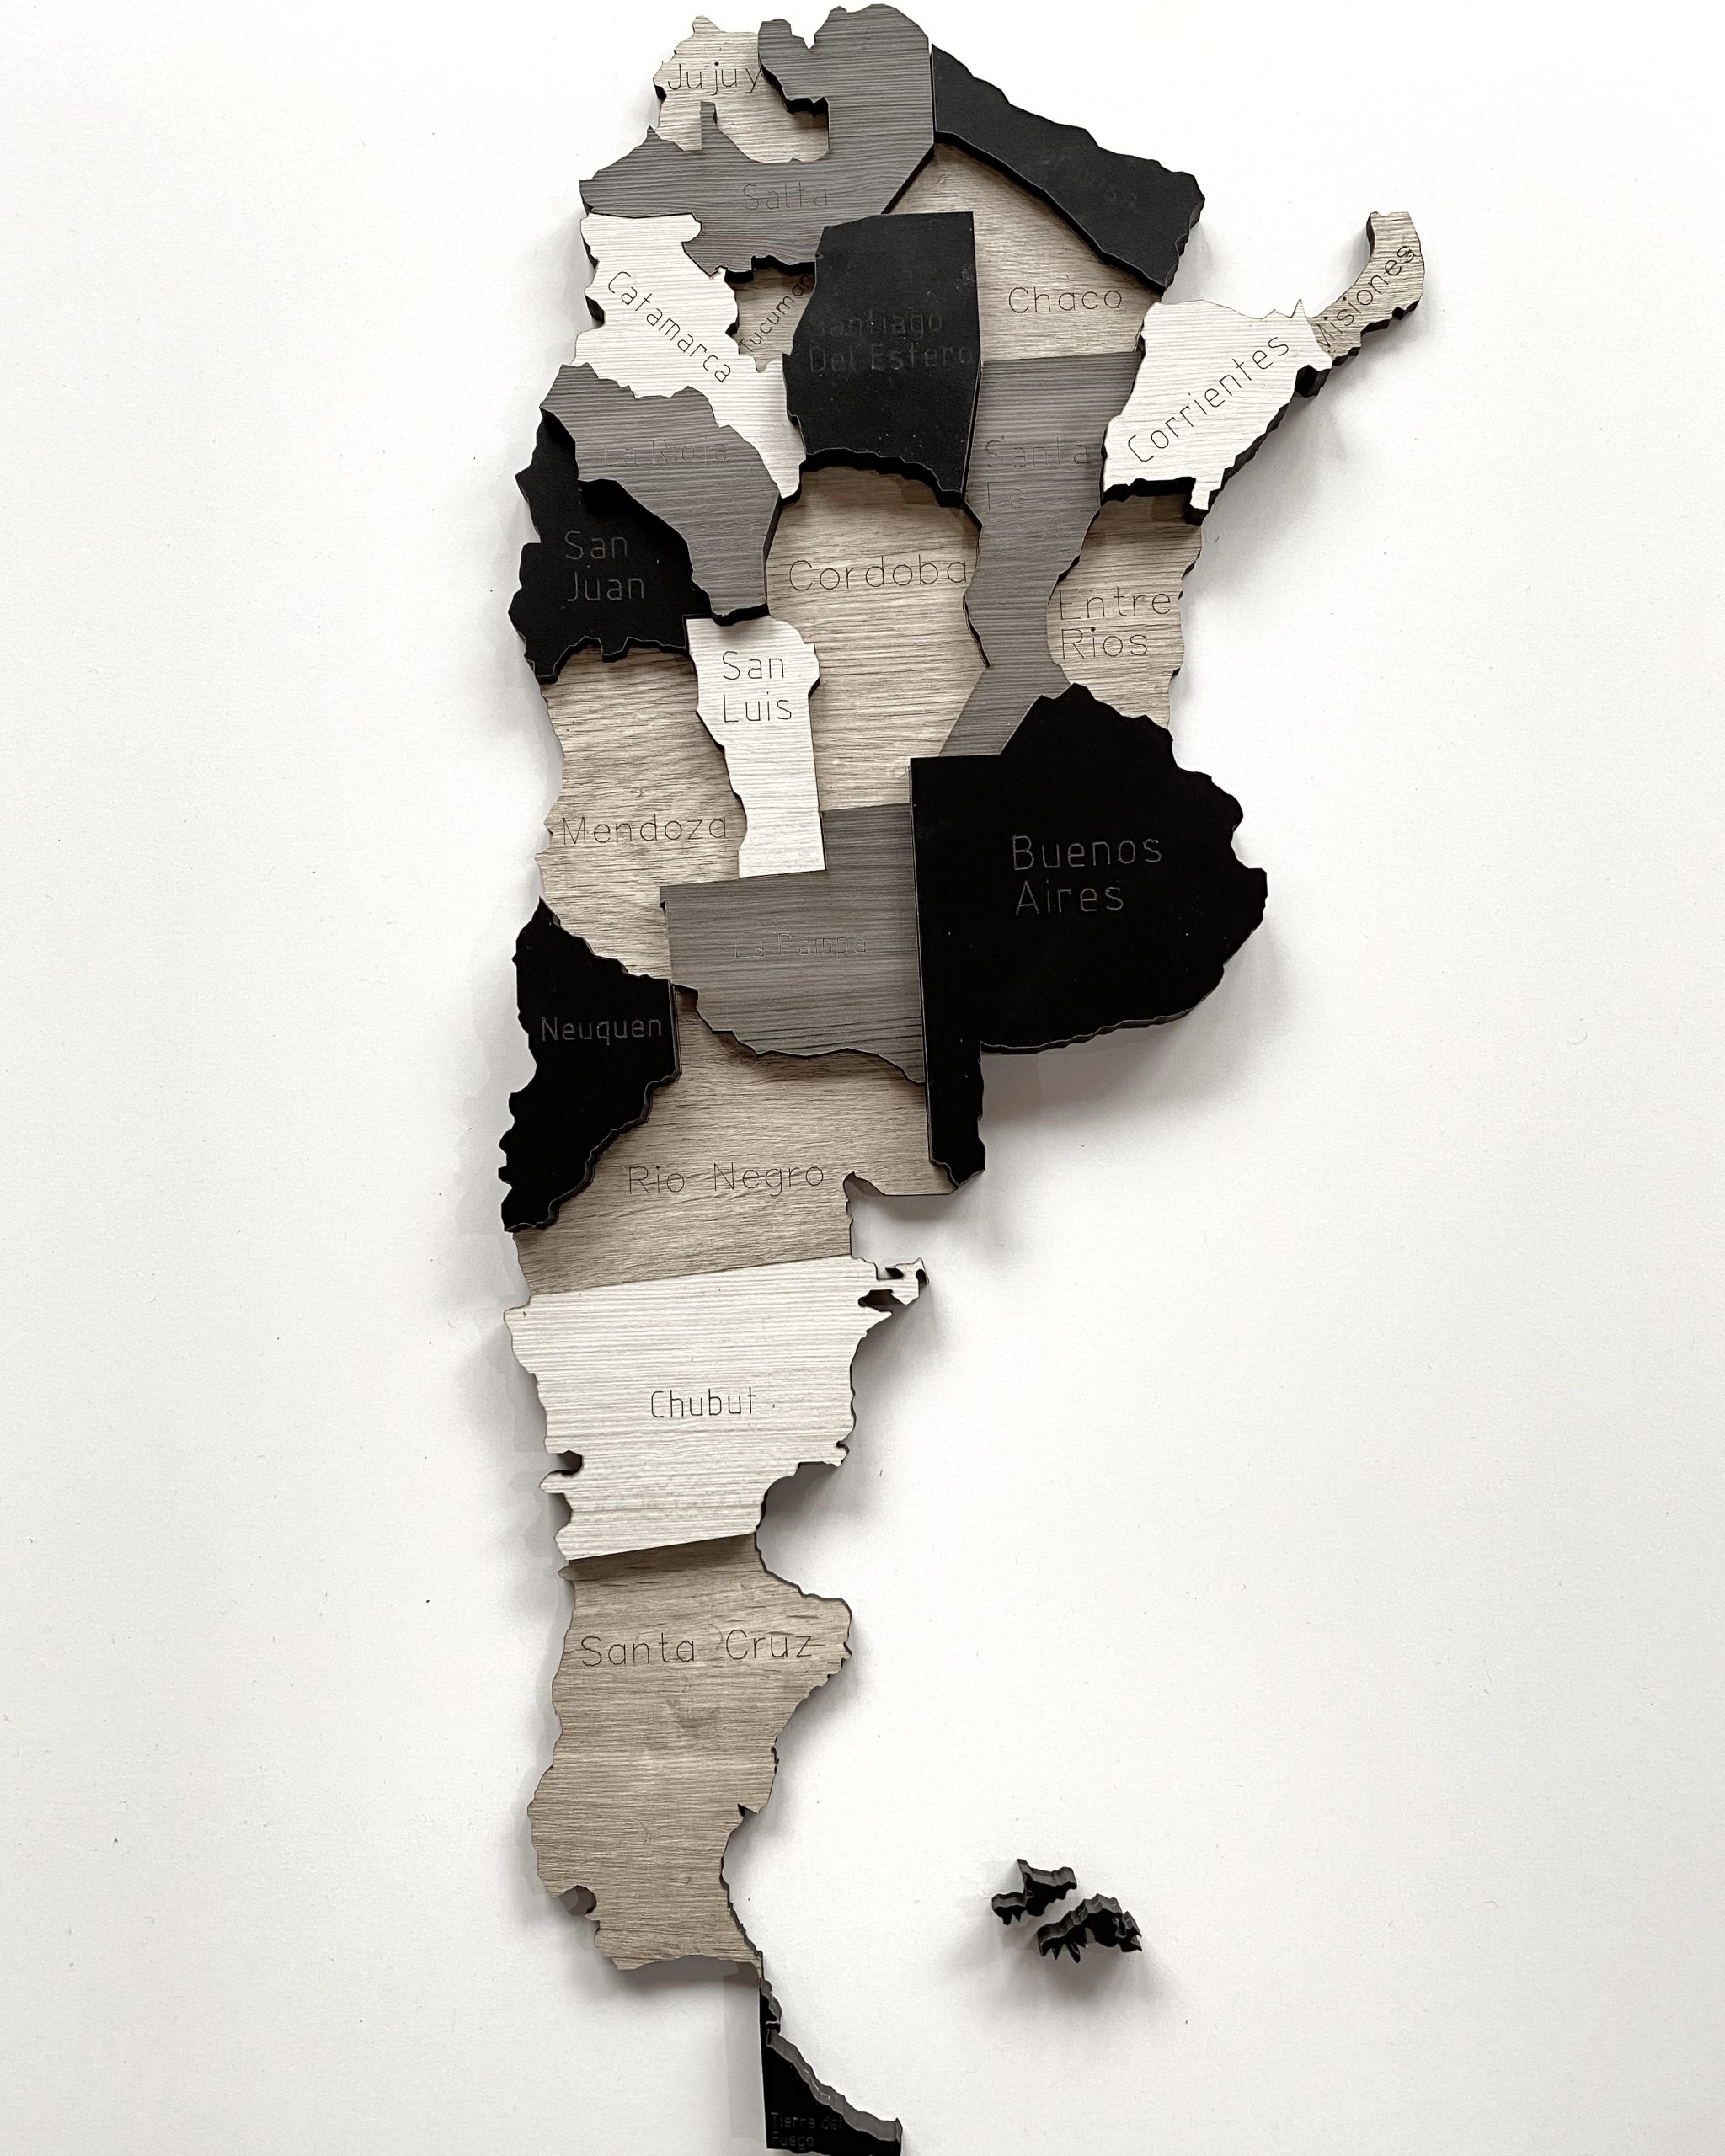 Jujuy
Salta
Catamarca
Tucuman
Santiago
Del Estero
Chaco
Misiones
Corrientes
La Rioja
Santa
Fe
San
Juan
Cordoba
Entre
Rios
San
Luis
Mendoza
Buenos
Aires
La Pampa
Neuquen
Rio Negro
Chubut
Santa Cruz
Tierra del
Fuego